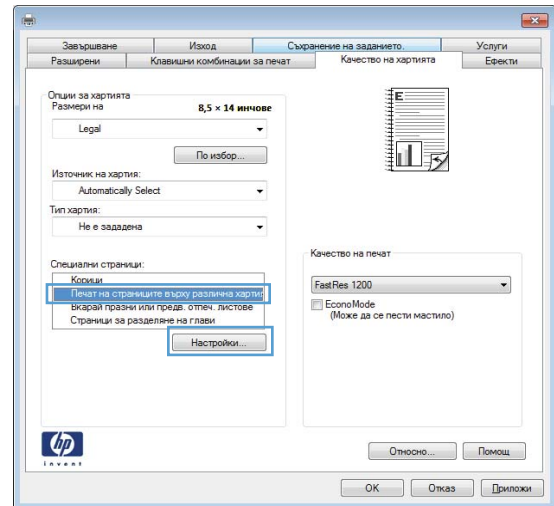 Завършване Изход Съхранение на заданието. Услуги
Разширени Клавишни комбинации за печат Качество на хартията Ефекти
Опции за хартията
Размери на 8,5 × 14 инчове
Legal
По избор...
Източник на хартия:
Automatically Select
Тип хартия:
Не е зададена
Специални страници:
Корици
Печат на страниците върху различна хартия
Вкарай празни или предв. отпеч. листове
Страници за разделяне на глави
Настройки...
E
Качество на печат
FastRes 1200
EconoMode
(Може да се пести мастило)
hp
invent
Относно... Помощ
OK Отказ Приложи